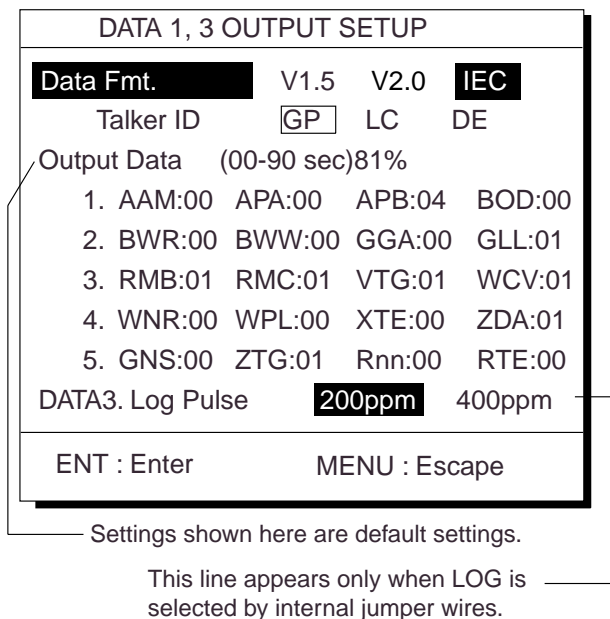 DATA 1, 3 OUTPUT SETUP
Data Fmt. V1.5 V2.0 IEC
Talker ID GP LC DE
Output Data (00-90 sec)81%
1. AAM:00 APA:00 APB:04 BOD:00
2. BWR:00 BWW:00 GGA:00 GLL:01
3. RMB:01 RMC:01 VTG:01 WCV:01
4. WNR:00 WPL:00 XTE:00 ZDA:01
5. GNS:00 ZTG:01 Rnn:00 RTE:00
DATA3. Log Pulse 200ppm 400ppm
ENT : Enter MENU : Escape
Settings shown here are default settings.
This line appears only when LOG is
selected by internal jumper wires.